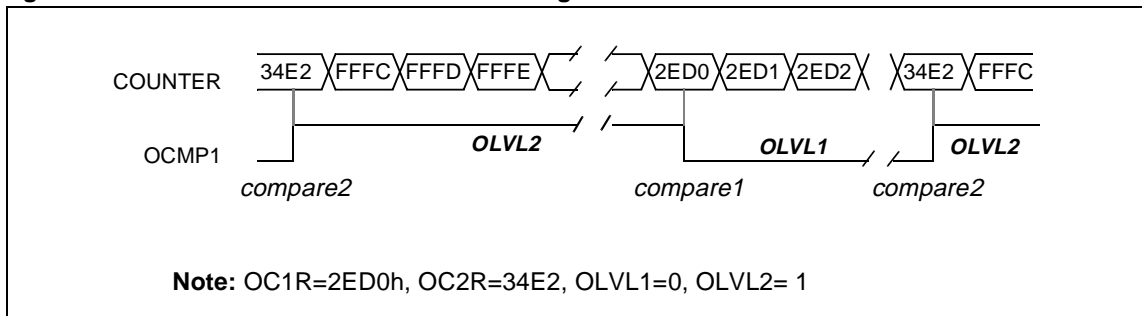 COUNTER 34E2 FFFC FFFD FFFE 2ED0 2ED1 2ED2 34E2 FFFC
OCMP1 OLVL2 OLVL1 OLVL2
compare2 compare1 compare2
Note: OC1R=2ED0h, OC2R=34E2, OLVL1=0, OLVL2= 1